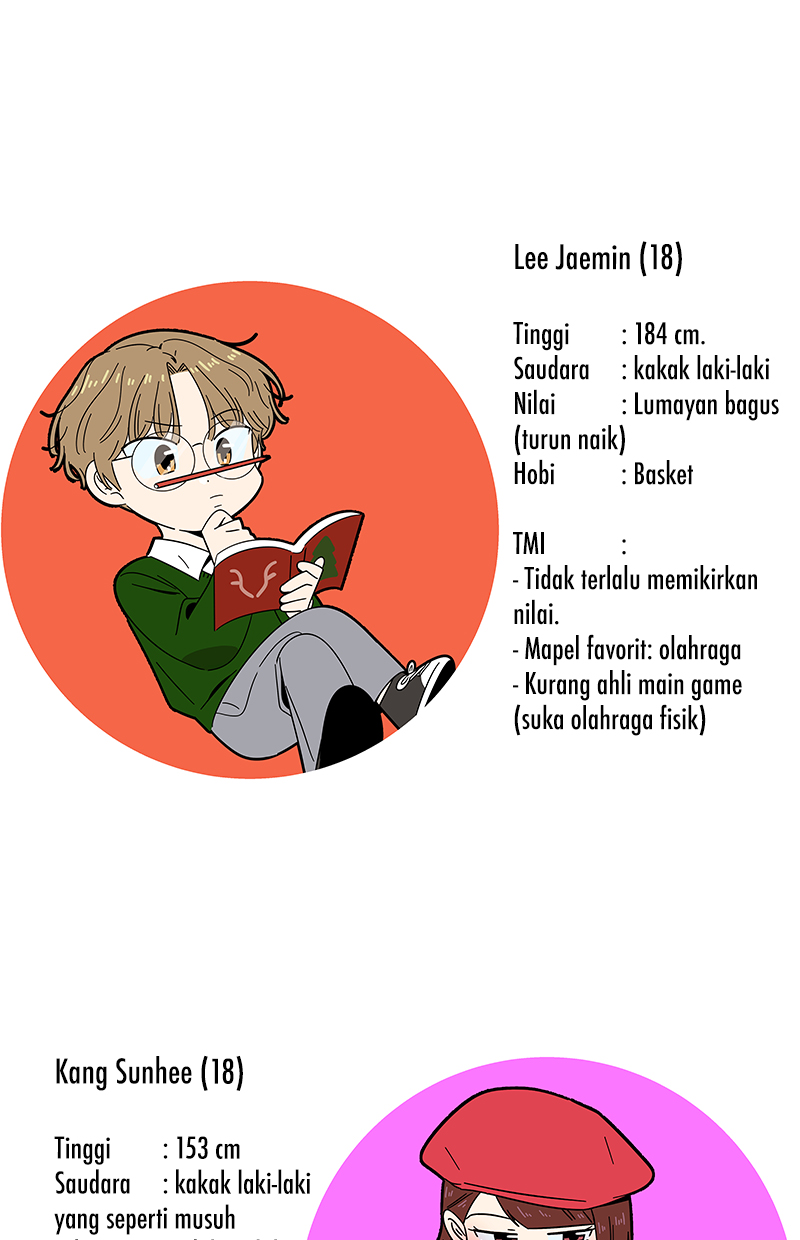 Lee Jaemin (18)
Tinggi : 184 cm.
Saudara : kakak laki-laki
Nilai : Lumayan bagus
(turun naik)
Hobi : Basket
TMI :
- Tidak terlalu memikirkan
nilai.
- Mapel favorit: olahraga
- Kurang ahli main game
(suka olahraga fisik)
Kang Sunhee (18)
Tinggi : 153 cm
Saudara : kakak laki-laki
yang seperti musuh